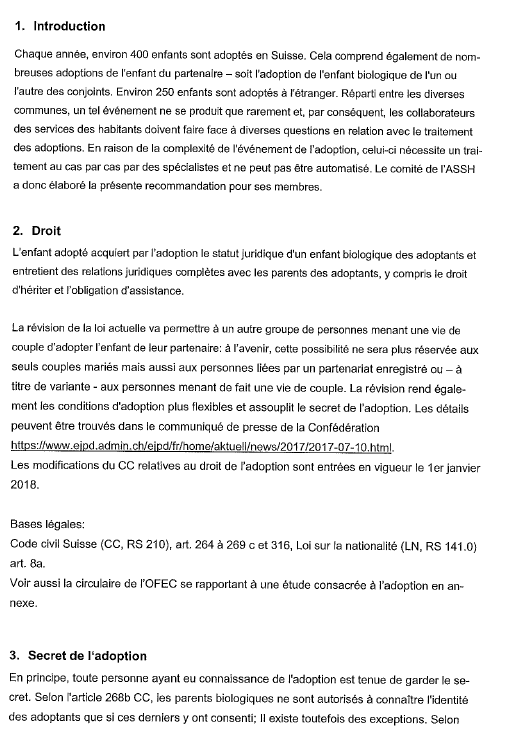 1. Introduction
Chaque année, environ 400 enfants sont adoptés en Suisse. Cela comprend également de nom-
breuses adoptions de l'enfant du partenaire – soit l'adoption de l'enfant biologique de l'un ou
l'autre des conjoints. Environ 250 enfants sont adoptés à l'étranger. Réparti entre les diverses
communes, un tel événement ne se produit que rarement et, par conséquent, les collaborateurs
des services des habitants doivent faire face à diverses questions en relation avec le traitement
des adoptions. En raison de la complexité de l'événement de l'adoption, celui-ci nécessite un trai-
tement au cas par cas par des spécialistes et ne peut pas être automatisé. Le comité de l'ASSH
a donc élaboré la présente recommandation pour ses membres.
2. Droit
L'enfant adopté acquiert par l'adoption le statut juridique d'un enfant biologique des adoptants et
entretient des relations juridiques complètes avec les parents des adoptants, y compris le droit
d'hériter et l'obligation d'assistance.
La révision de la loi actuelle va permettre à un autre groupe de personnes menant une vie de
couple d'adopter l'enfant de leur partenaire: à l'avenir, cette possibilité ne sera plus réservée aux
seuls couples mariés mais aussi aux personnes liées par un partenariat enregistré ou – à
titre de variante - aux personnes menant de fait une vie de couple. La révision rend égale-
ment les conditions d'adoption plus flexibles et assouplit le secret de l'adoption. Les détails
peuvent être trouvés dans le communiqué de presse de la Confédération
https://www.ejpd.admin.ch/ejpd/fr/home/aktuell/news/2017/2017-07-10.html.
Les modifications du CC relatives au droit de l'adoption sont entrées en vigueur le 1er janvier
2018.
Bases légales:
Code civil Suisse (CC, RS 210), art. 264 à 269 c et 316, Loi sur la nationalité (LN, RS 141.0)
art. 8a.
Voir aussi la circulaire de l'OFEC se rapportant à une étude consacrée à l'adoption en an-
nexe.
3. Secret de l'adoption
En principe, toute personne ayant eu connaissance de l'adoption est tenue de garder le se-
cret. Selon l'article 268b CC, les parents biologiques ne sont autorisés à connaître l'identité
des adoptants que si ces derniers y ont consenti; Il existe toutefois des exceptions. Selon